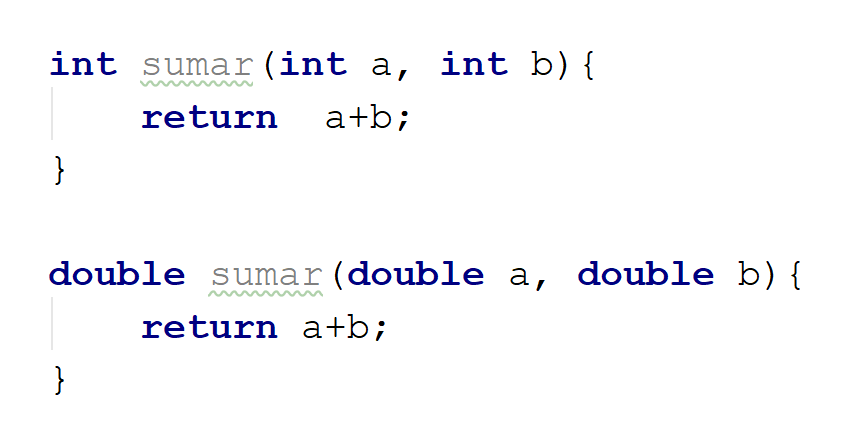 int sumar(int a, int b){
    return  a+b;
}

double sumar(double a, double b){
    return a+b;
}